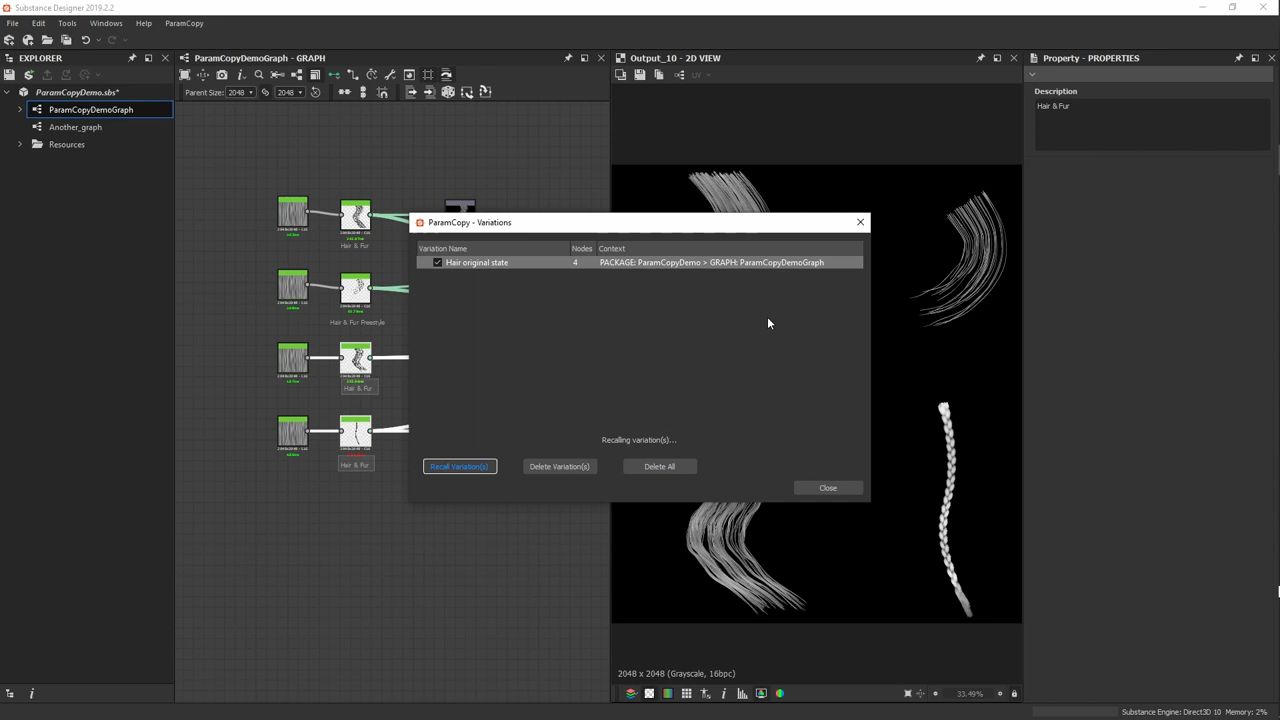 Substance Designer 2019.2.2
File Edit Tools Windows Help ParamCopy
EXPLORER
ParamCopyDemo.sbs*
ParamCopyDemoGraph
Another_graph
Resources
ParamCopyDemoGraph - GRAPH
Parent Size: 2048 2048
Hair & Fur
Hair & Fur Freestyle
Hair & Fur
Hair & Fur
ParamCopy - Variations
Variation Name Nodes Context
Hair original state 4 PACKAGE: ParamCopyDemo > GRAPH: ParamCopyDemoGraph
Recalling variation(s)...
Recall Variation(s) Delete Variation(s) Delete All
Close
Output_10 - 2D VIEW
UV
2048 x 2048 (Grayscale, 16bpc)
33.49%
Property - PROPERTIES
Description
Hair & Fur
Substance Engine: Direct3D 10 Memory: 2%